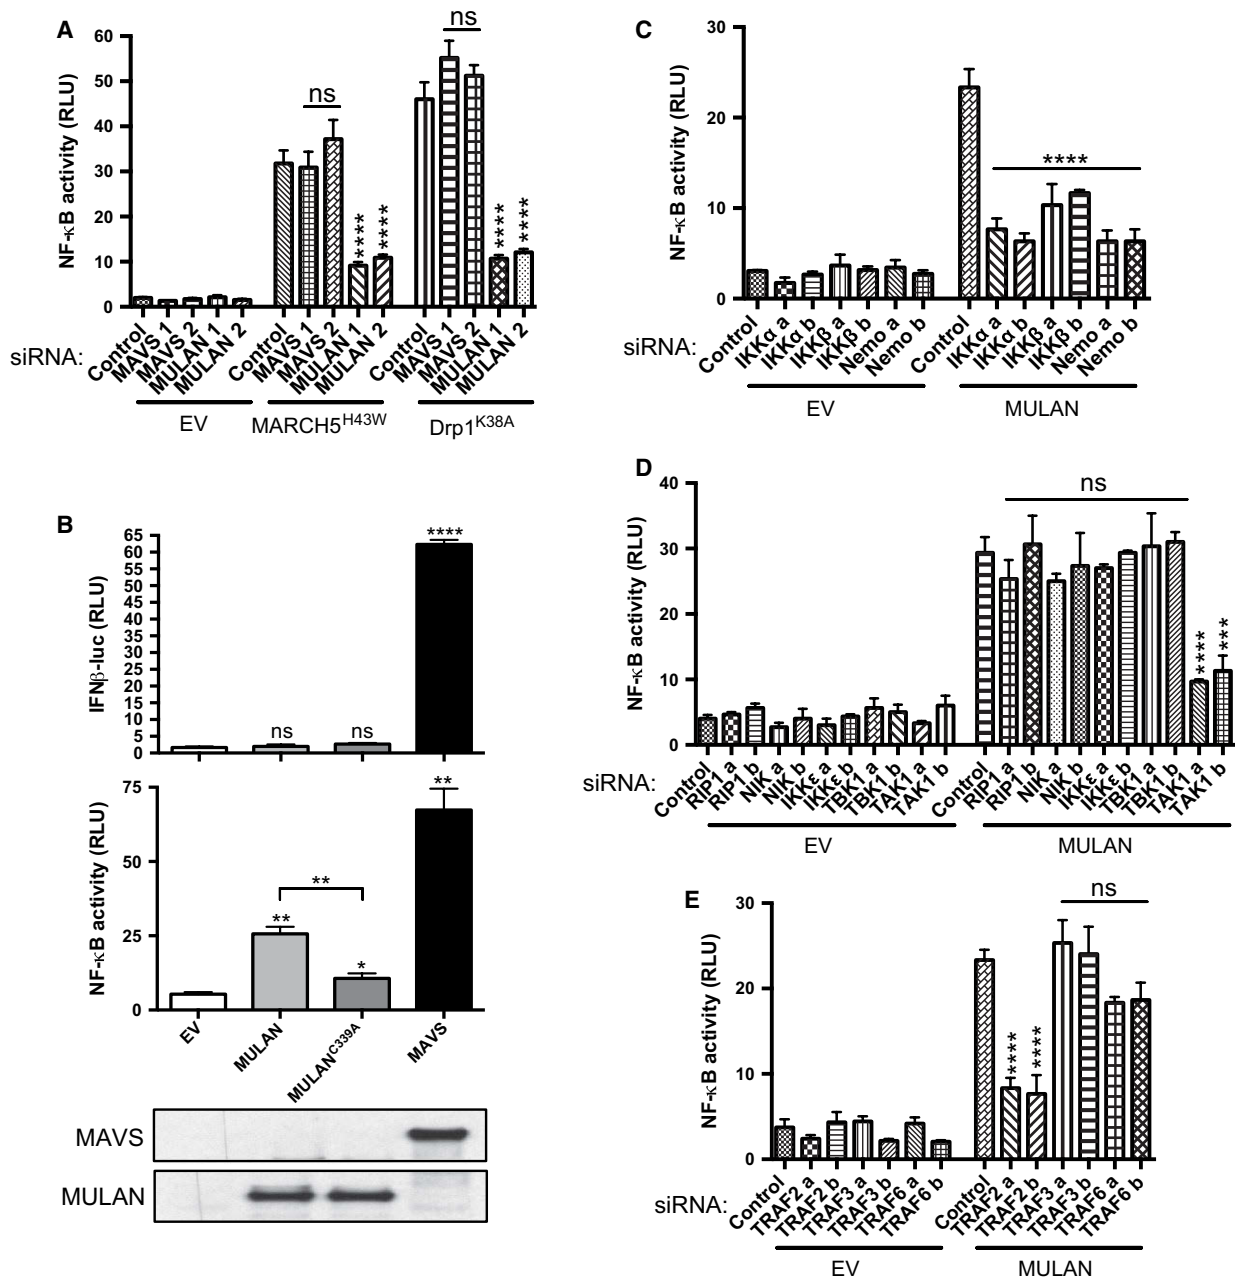 A
NF-κB activity (RLU)
60
50
40
30
20
10
0
ns
ns
****
****
****
****
siRNA:
Control
MAVS 1
MAVS 2
MULAN 1
MULAN 2
Control
MAVS 1
MAVS 2
MULAN 1
MULAN 2
Control
MAVS 1
MAVS 2
MULAN 1
MULAN 2
EV
MARCH5H43W
Drp1K38A
B
IFNβ-luc (RLU)
65
60
55
50
45
40
35
30
25
20
15
10
5
0
ns
ns
****
NF-κB activity (RLU)
75
50
25
0
**
**
*
**
EV
MULAN
MULANC339A
MAVS
MAVS
MULAN
C
NF-κB activity (RLU)
30
20
10
0
****
siRNA:
Control
IKKα a
IKKα b
IKKβ a
IKKβ b
Nemo a
Nemo b
Control
IKKα a
IKKα b
IKKβ a
IKKβ b
Nemo a
Nemo b
EV
MULAN
D
NF-κB activity (RLU)
40
30
20
10
0
ns
****
***
siRNA:
Control
RIP1 a
RIP1 b
NIK a
NIK b
IKKε a
IKKε b
TBK1 a
TBK1 b
TAK1 a
TAK1 b
Control
RIP1 a
RIP1 b
NIK a
NIK b
IKKε a
IKKε b
TBK1 a
TBK1 b
TAK1 a
TAK1 b
EV
MULAN
E
NF-κB activity (RLU)
30
20
10
0
****
****
ns
siRNA:
Control
TRAF2 a
TRAF2 b
TRAF3 a
TRAF3 b
TRAF6 a
TRAF6 b
Control
TRAF2 a
TRAF2 b
TRAF3 a
TRAF3 b
TRAF6 a
TRAF6 b
EV
MULAN